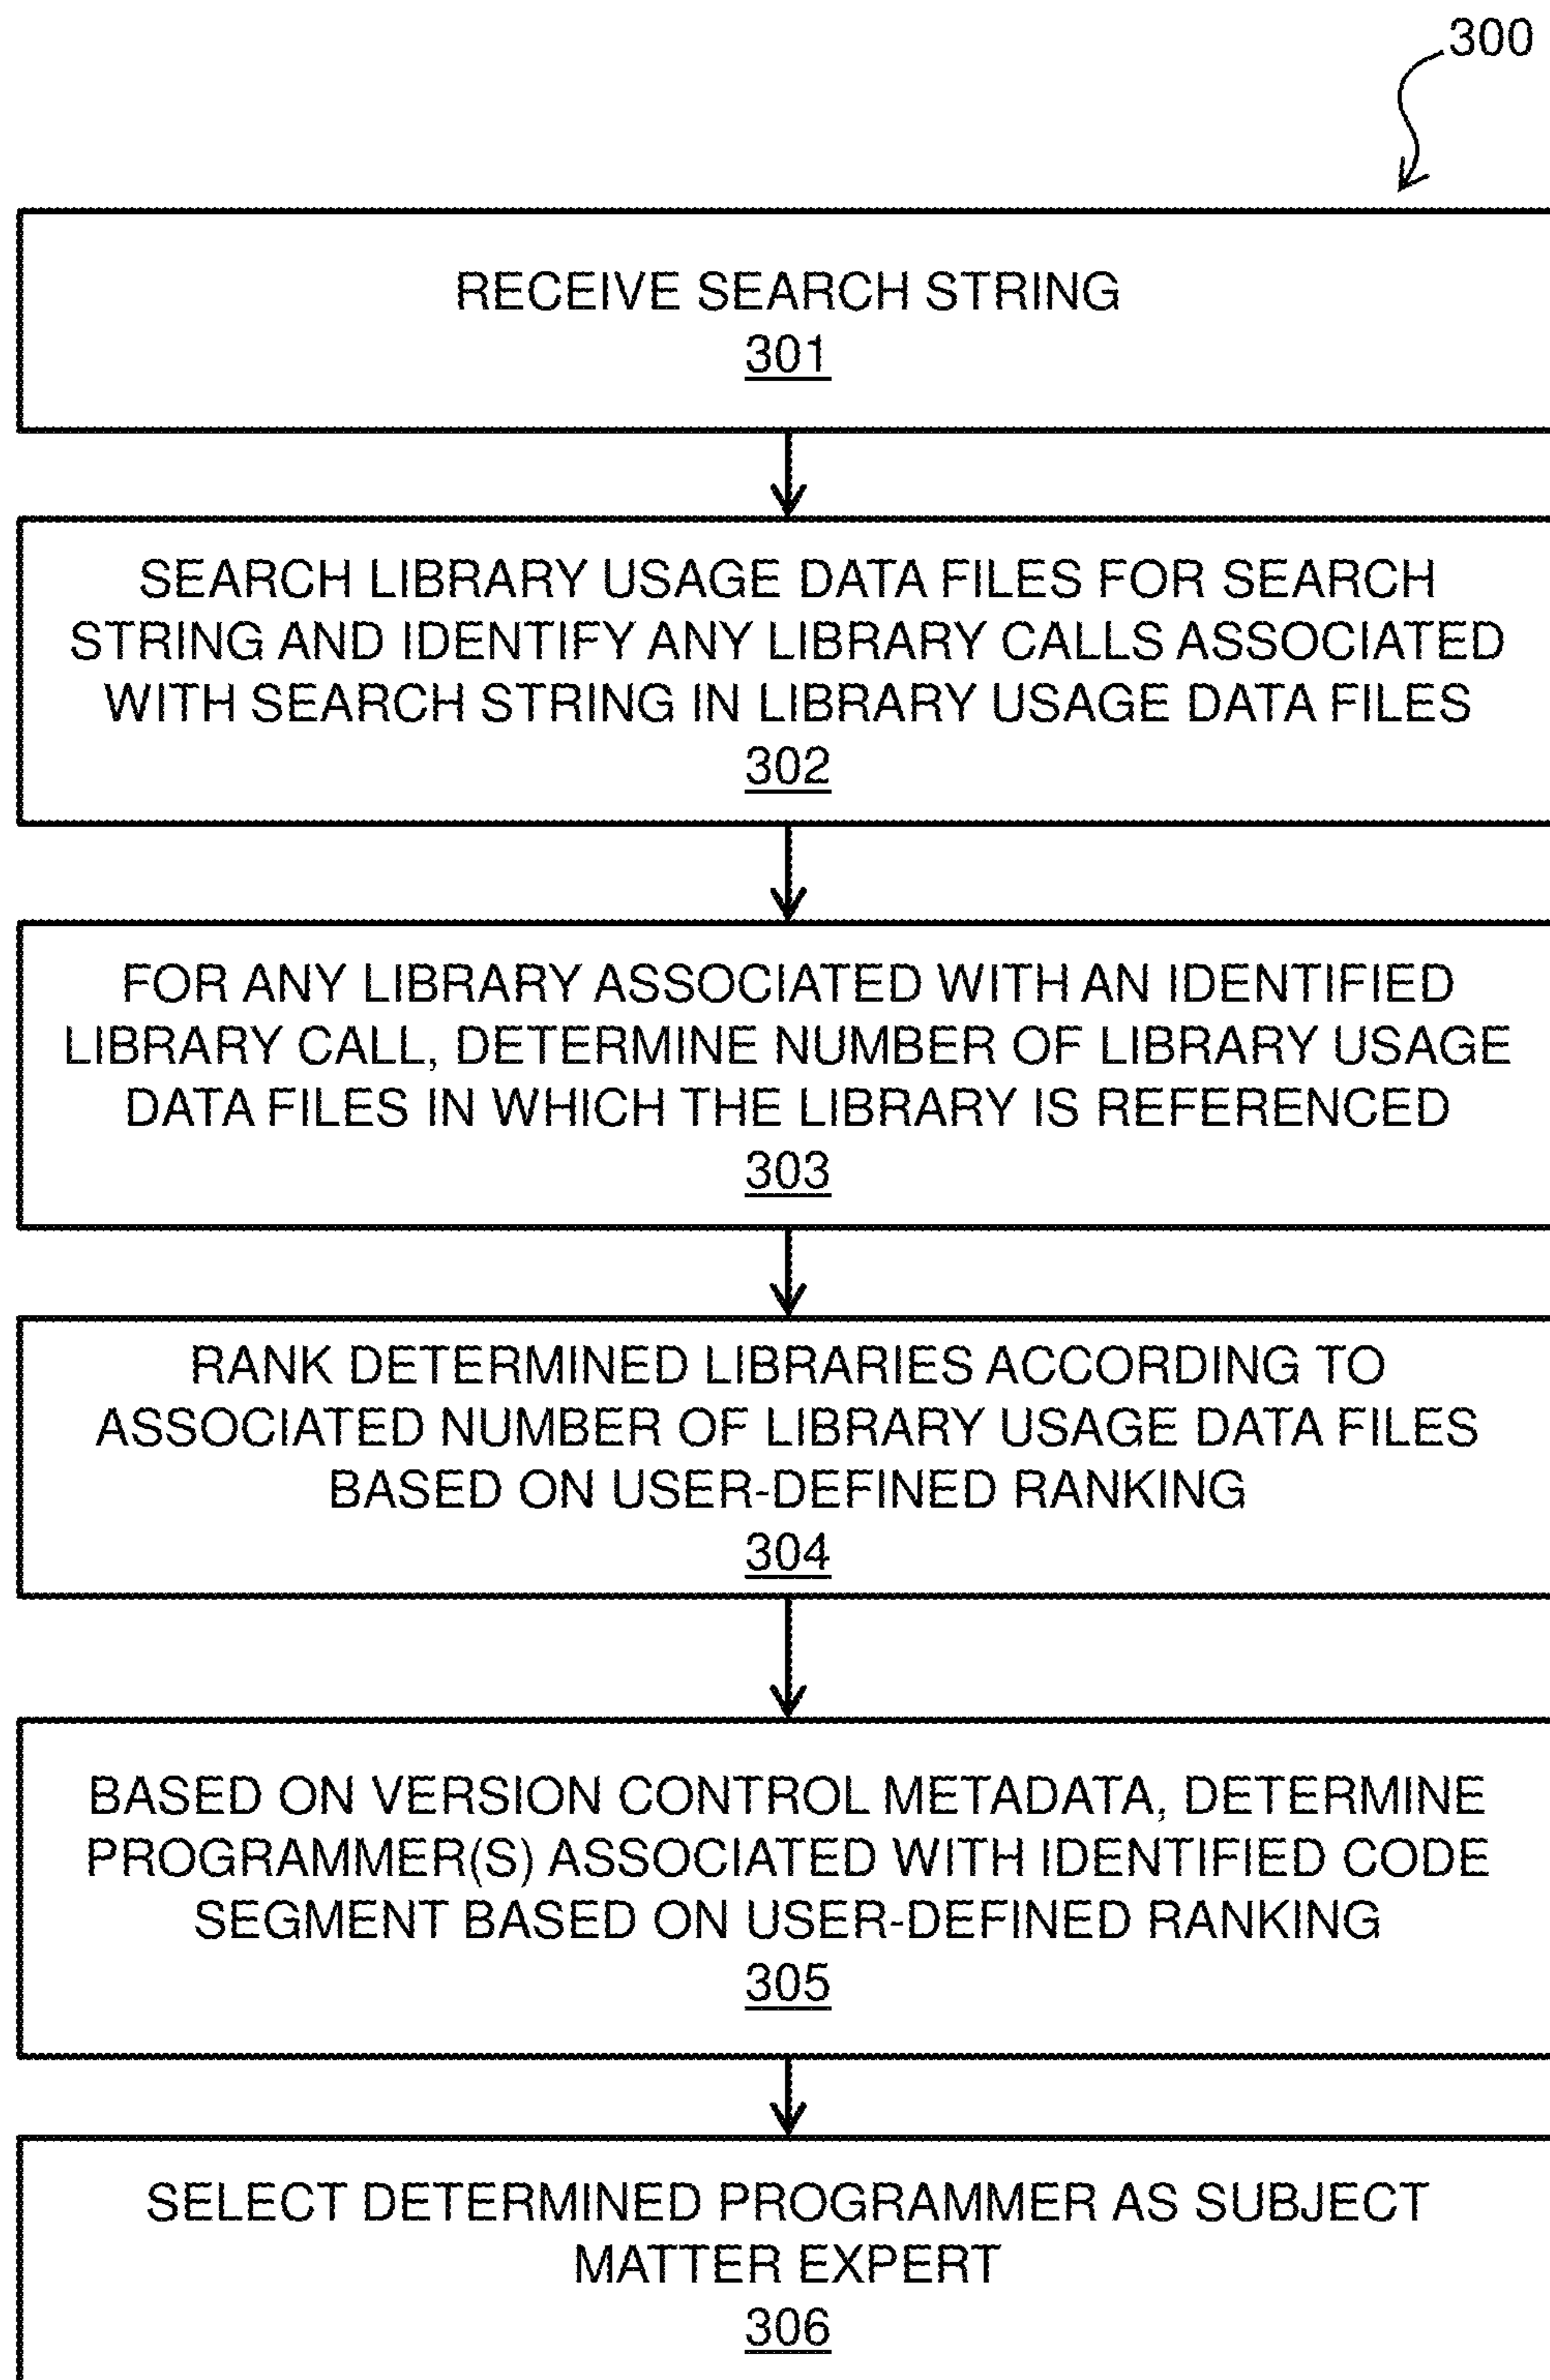 300
RECEIVE SEARCH STRING
301
SEARCH LIBRARY USAGE DATA FILES FOR SEARCH
STRING AND IDENTIFY ANY LIBRARY CALLS ASSOCIATED
WITH SEARCH STRING IN LIBRARY USAGE DATA FILES
302
FOR ANY LIBRARY ASSOCIATED WITH AN IDENTIFIED
LIBRARY CALL, DETERMINE NUMBER OF LIBRARY USAGE
DATA FILES IN WHICH THE LIBRARY IS REFERENCED
303
RANK DETERMINED LIBRARIES ACCORDING TO
ASSOCIATED NUMBER OF LIBRARY USAGE DATA FILES
BASED ON USER-DEFINED RANKING
304
BASED ON VERSION CONTROL METADATA, DETERMINE
PROGRAMMER(S) ASSOCIATED WITH IDENTIFIED CODE
SEGMENT BASED ON USER-DEFINED RANKING
305
SELECT DETERMINED PROGRAMMER AS SUBJECT
MATTER EXPERT
306